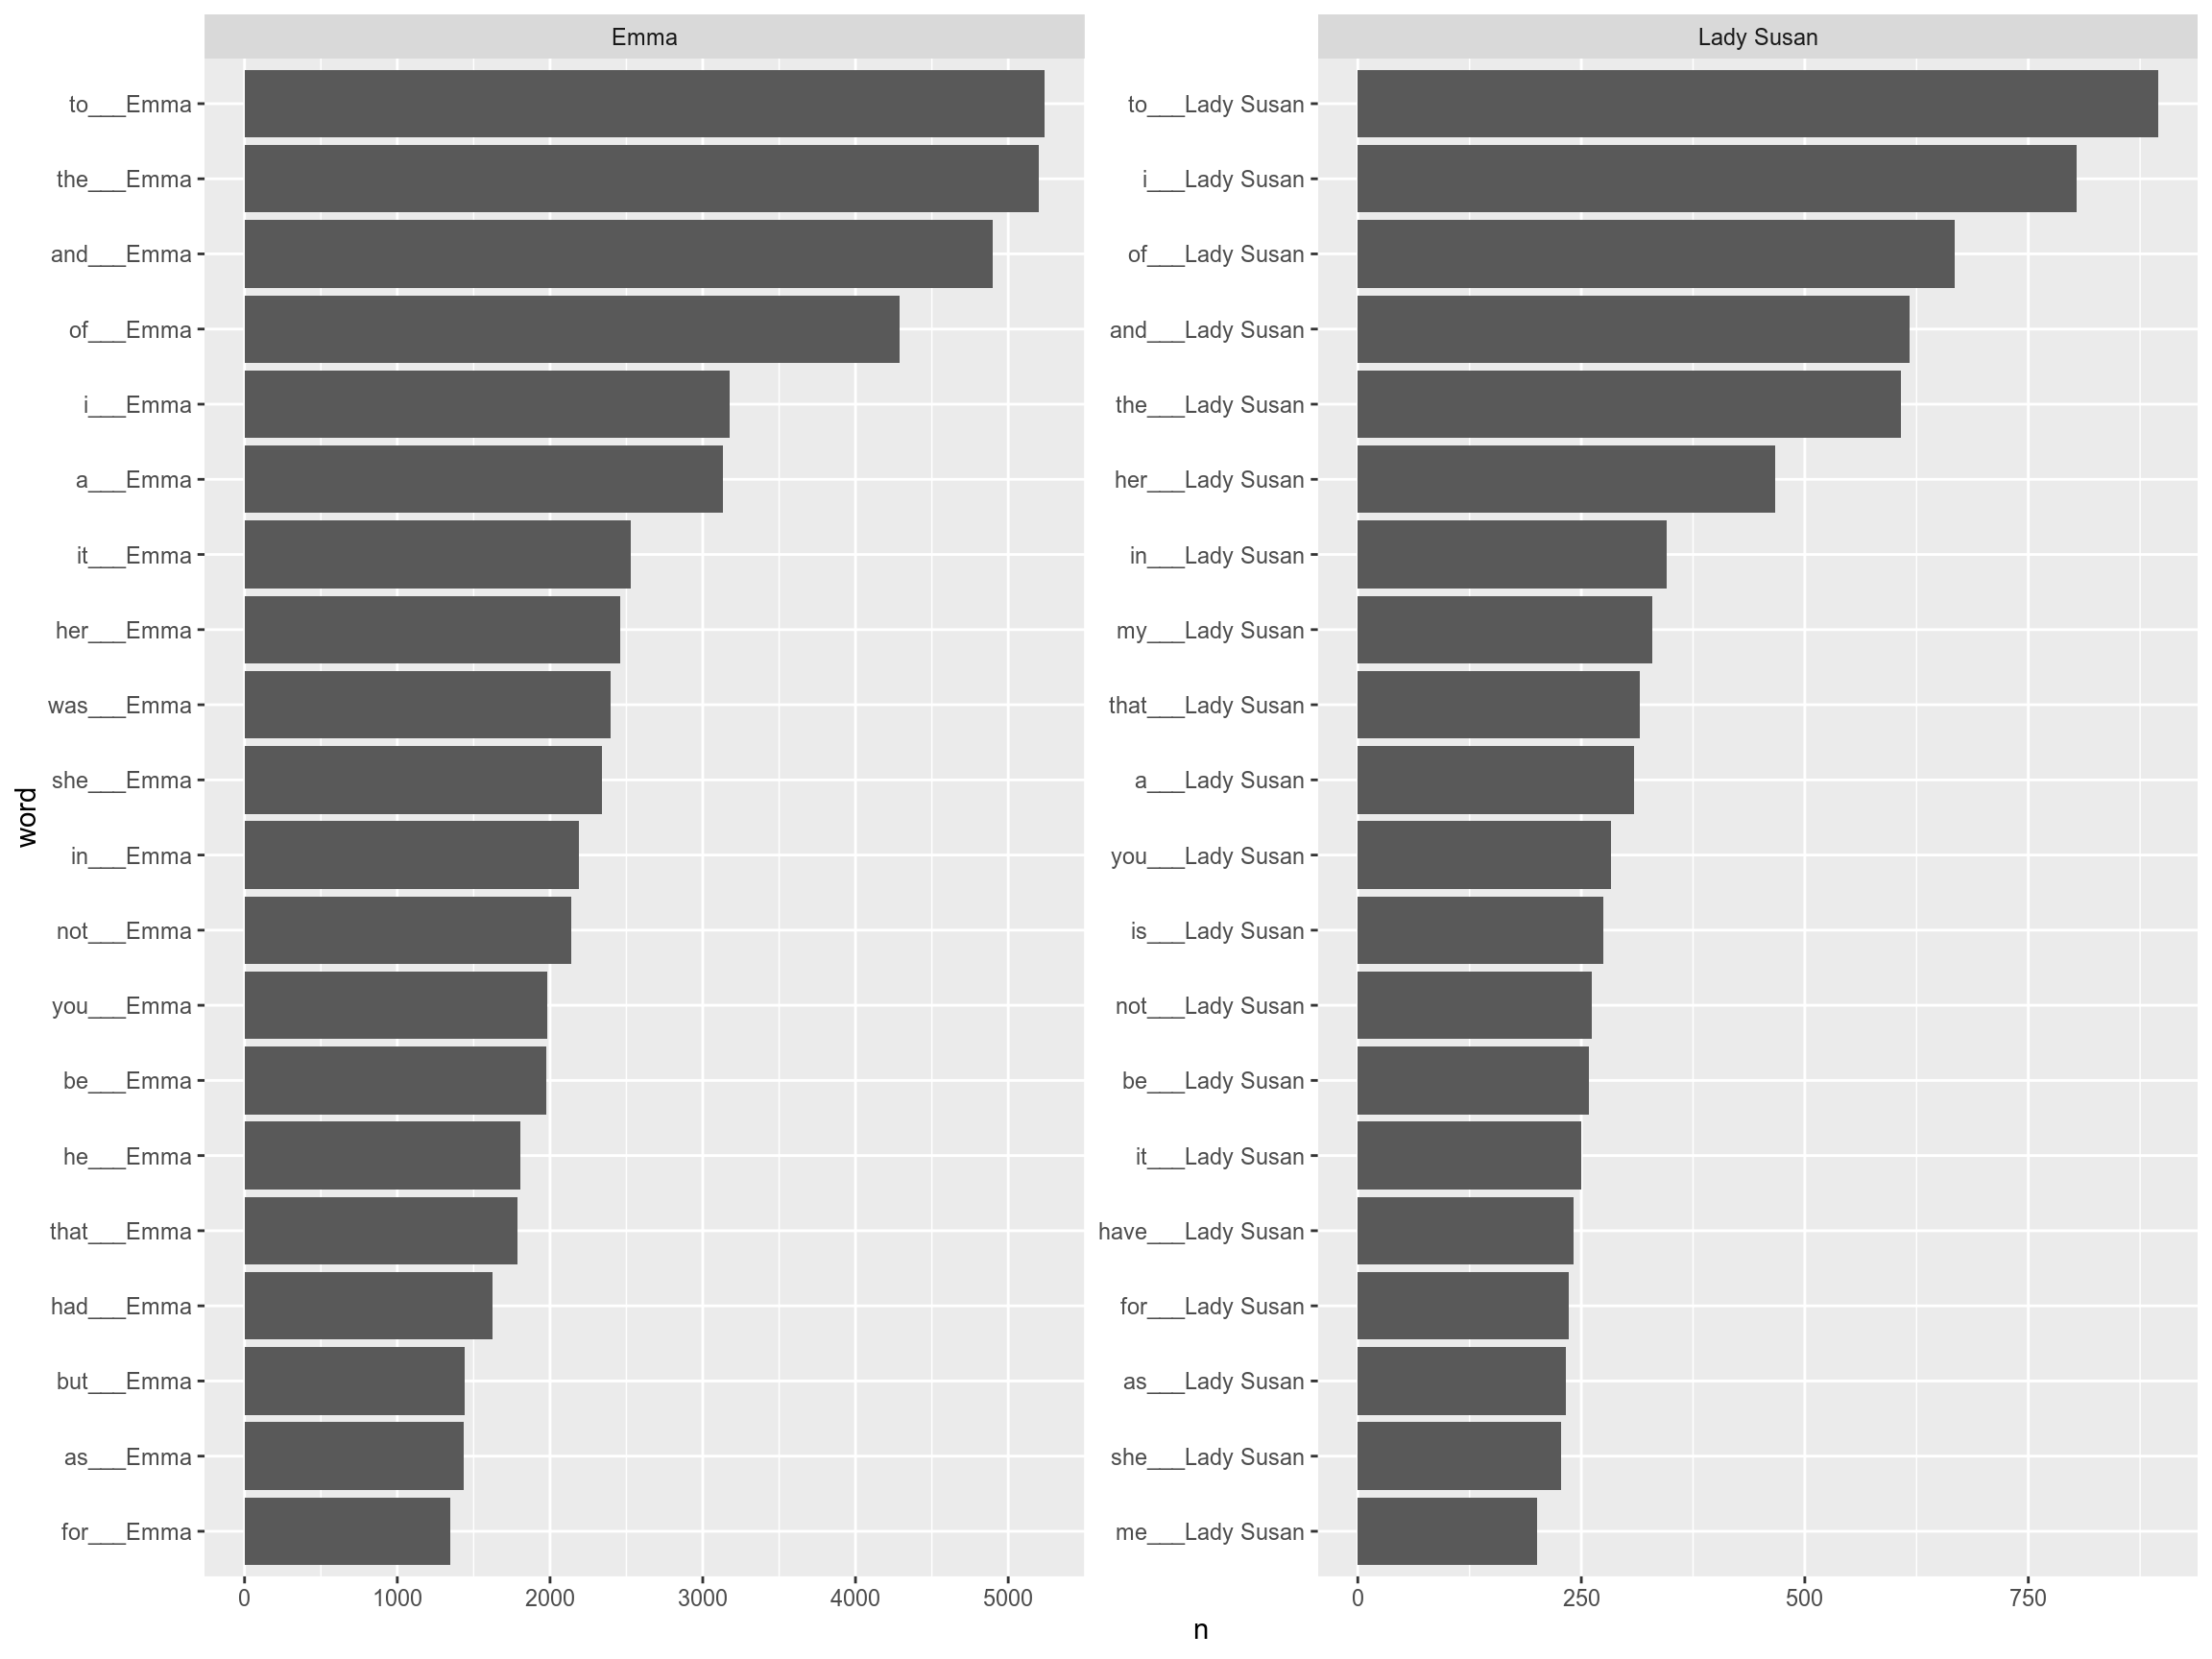 Emma
to___Emma
the___Emma
and___Emma
of___Emma
i___Emma
a___Emma
it___Emma
her___Emma
was___Emma
she___Emma
in___Emma
not___Emma
you___Emma
be___Emma
he___Emma
that___Emma
had___Emma
but___Emma
as___Emma
for___Emma
0 1000 2000 3000 4000 5000
Lady Susan
to___Lady Susan
i___Lady Susan
of___Lady Susan
and___Lady Susan
the___Lady Susan
her___Lady Susan
in___Lady Susan
my___Lady Susan
that___Lady Susan
a___Lady Susan
you___Lady Susan
is___Lady Susan
not___Lady Susan
be___Lady Susan
it___Lady Susan
have___Lady Susan
for___Lady Susan
as___Lady Susan
she___Lady Susan
me___Lady Susan
0 250 500 750
word
n